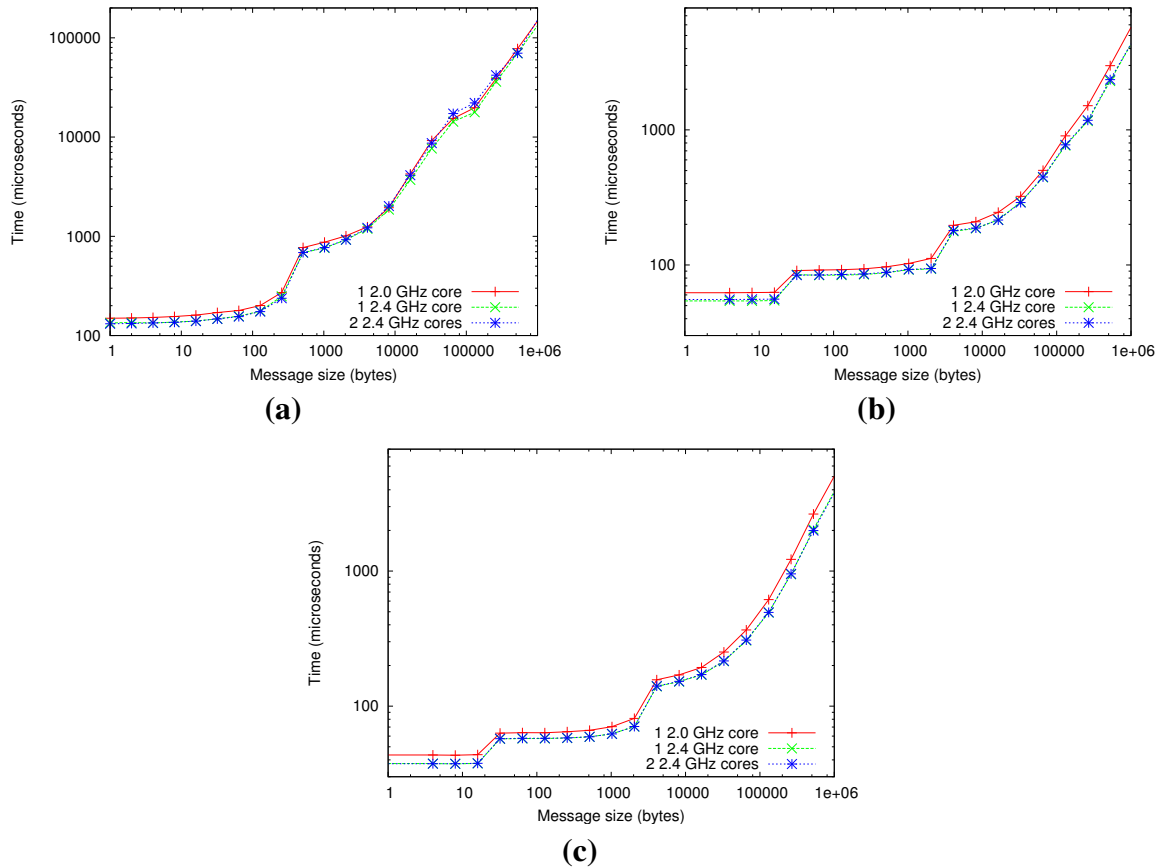 100000
10000
1000
100
Time (microseconds)
1 2.0 GHz core
1 2.4 GHz core
2 2.4 GHz cores
1 10 100 1000 10000 100000 1e+06
Message size (bytes)
(a)
1000
100
Time (microseconds)
1 2.0 GHz core
1 2.4 GHz core
2 2.4 GHz cores
1 10 100 1000 10000 100000 1e+06
Message size (bytes)
(b)
1000
100
Time (microseconds)
1 2.0 GHz core
1 2.4 GHz core
2 2.4 GHz cores
1 10 100 1000 10000 100000 1e+06
Message size (bytes)
(c)